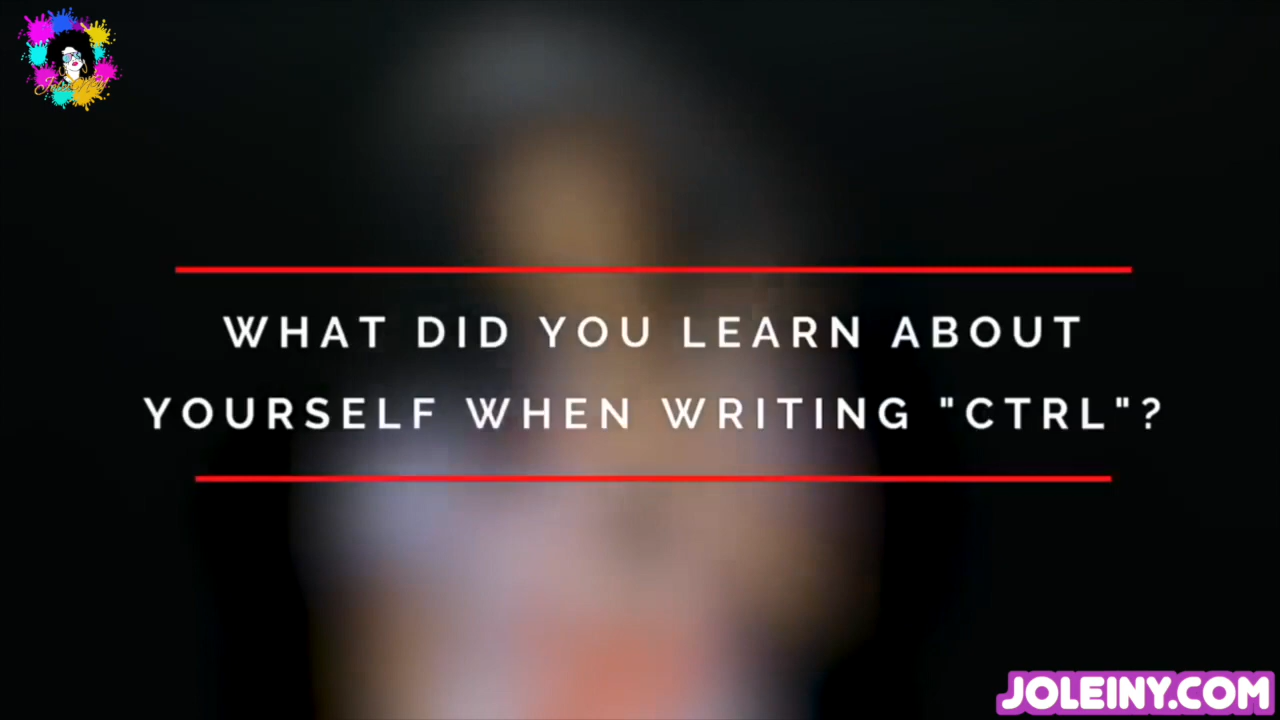 WHAT DID YOU LEARN ABOUT
YOURSELF WHEN WRITING "CTRL"?
JOLEINY.COM